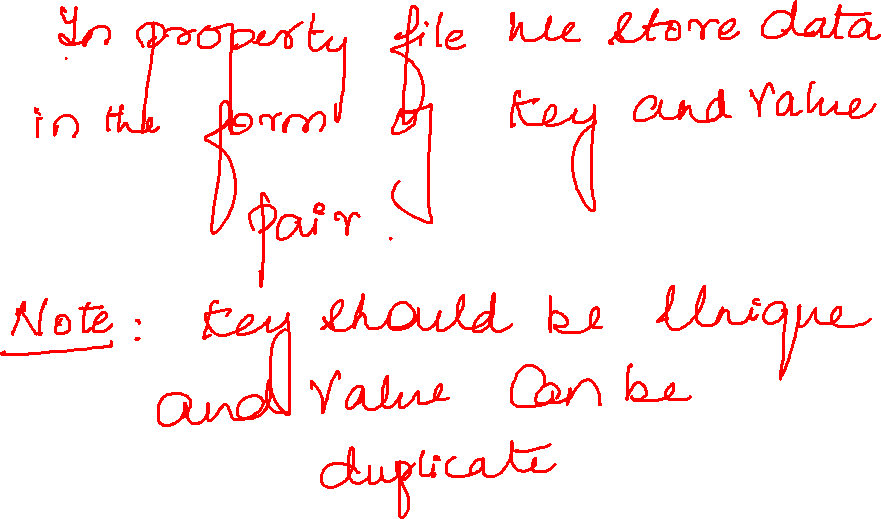 In property file we store data
in the form of key and value
pair.
Note: key should be Unique
and value Can be
duplicate